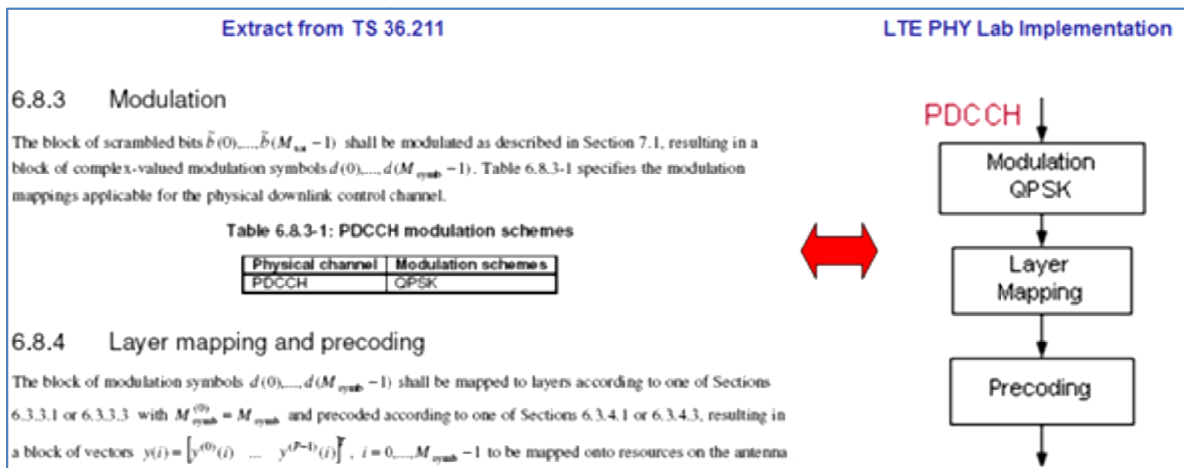 Extract from TS 36.211
LTE PHY Lab Implementation
6.8.3 Modulation
The block of scrambled bits b̃(0),...,b̃(M_tot − 1) shall be modulated as described in Section 7.1, resulting in a
block of complex-valued modulation symbols d(0),...,d(M_symb − 1). Table 6.8.3-1 specifies the modulation
mappings applicable for the physical downlink control channel.
Table 6.8.3-1: PDCCH modulation schemes
Physical channel Modulation schemes
PDCCH QPSK
6.8.4 Layer mapping and precoding
The block of modulation symbols d(0),...,d(M_symb − 1) shall be mapped to layers according to one of Sections
6.3.3.1 or 6.3.3.3 with M_symb^(0) = M_symb and precoded according to one of Sections 6.3.4.1 or 6.3.4.3, resulting in
a block of vectors y(i) = [y^(0)(i) ... y^(P−1)(i)]^T, i = 0,...,M_symb − 1 to be mapped onto resources on the antenna
PDCCH
Modulation
QPSK
Layer
Mapping
Precoding